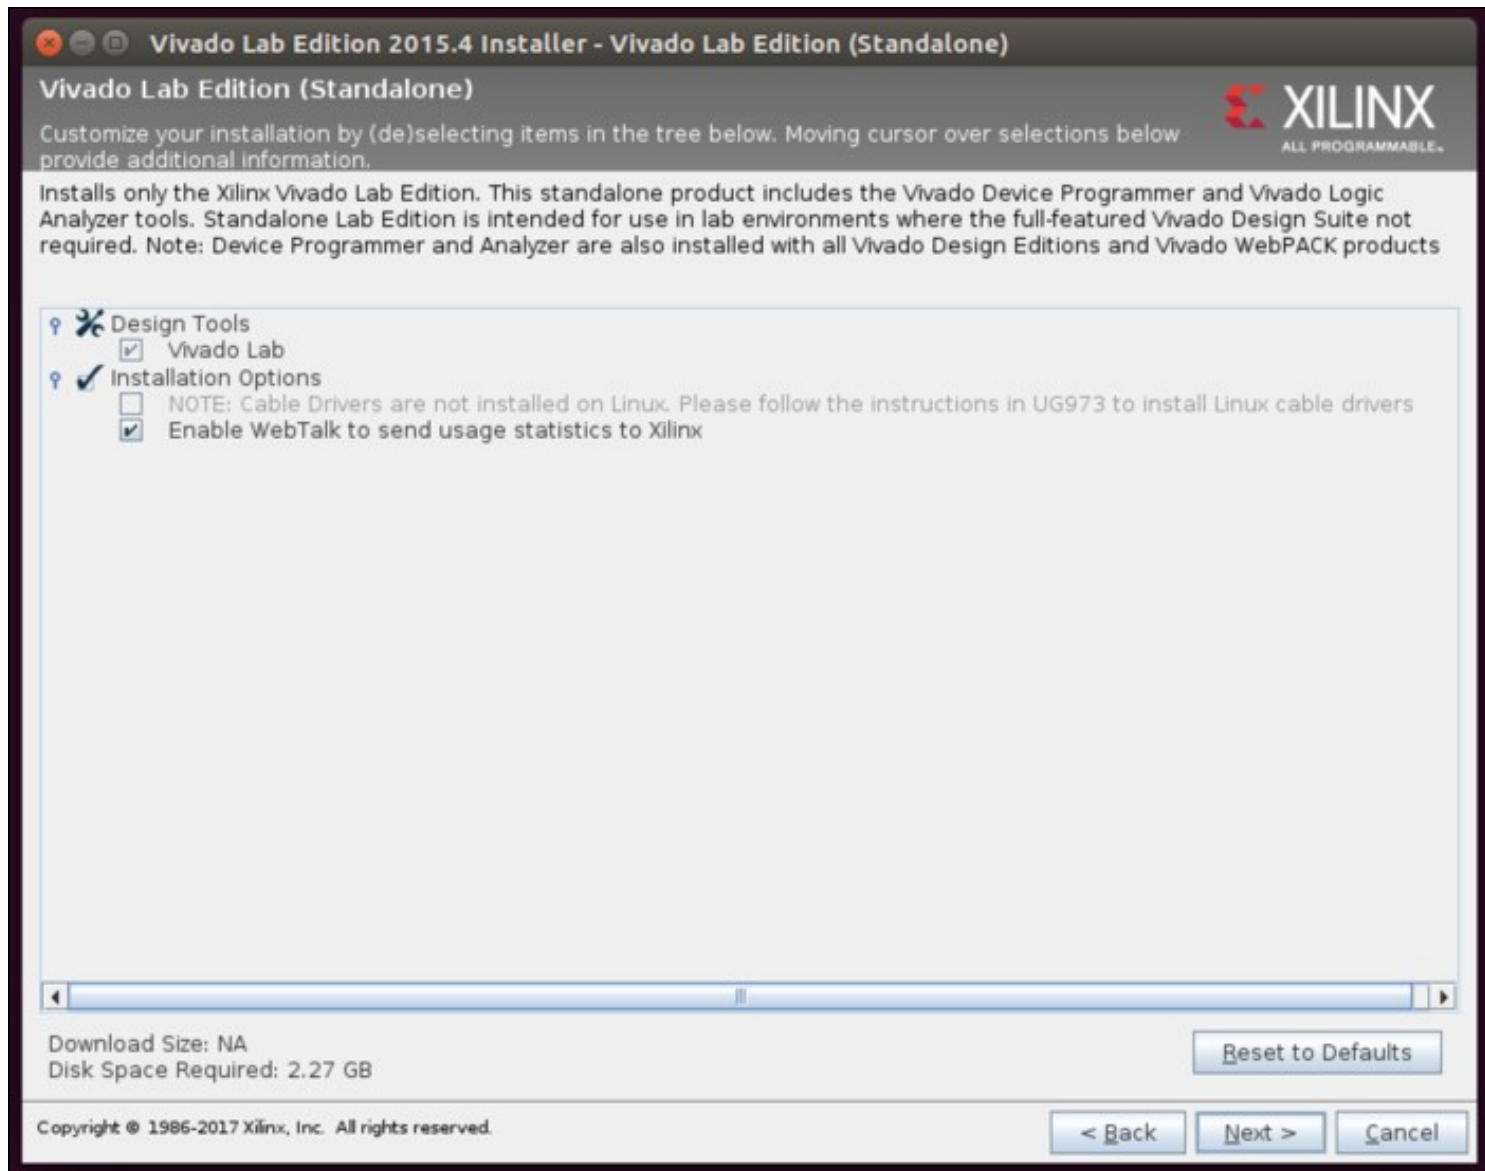 Vivado Lab Edition 2015.4 Installer - Vivado Lab Edition (Standalone)
Vivado Lab Edition (Standalone)
Customize your installation by (de)selecting items in the tree below. Moving cursor over selections below
provide additional information.
XILINX
ALL PROGRAMMABLE.
Installs only the Xilinx Vivado Lab Edition. This standalone product includes the Vivado Device Programmer and Vivado Logic
Analyzer tools. Standalone Lab Edition is intended for use in lab environments where the full-featured Vivado Design Suite not
required. Note: Device Programmer and Analyzer are also installed with all Vivado Design Editions and Vivado WebPACK products
Design Tools
Vivado Lab
Installation Options
NOTE: Cable Drivers are not installed on Linux. Please follow the instructions in UG973 to install Linux cable drivers
Enable WebTalk to send usage statistics to Xilinx
Download Size: NA
Disk Space Required: 2.27 GB
Reset to Defaults
Copyright © 1986-2017 Xilinx, Inc. All rights reserved.
< Back
Next >
Cancel